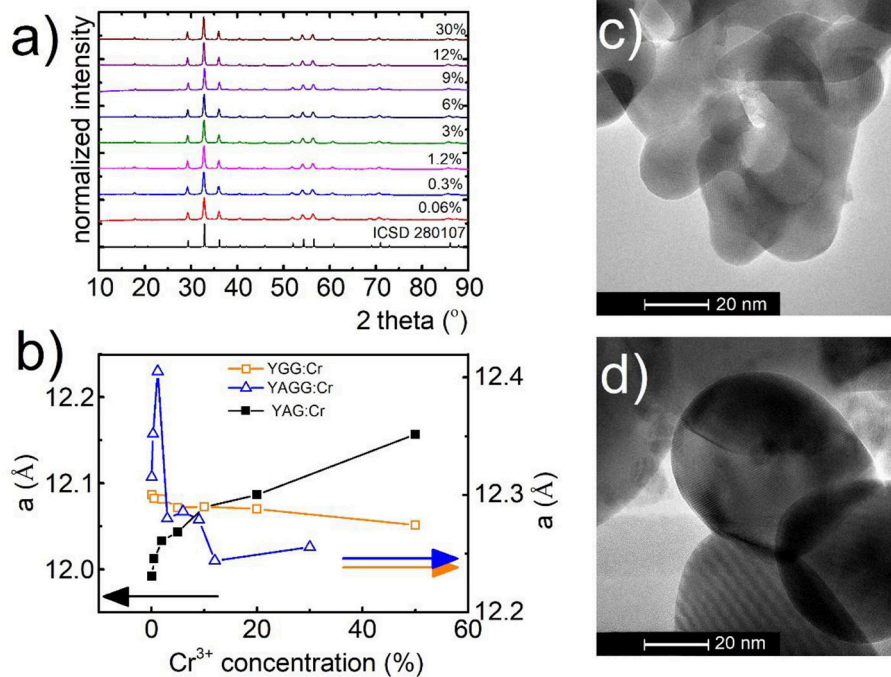 a)
normalized intensity
30%
12%
9%
6%
3%
1.2%
0.3%
0.06%
ICSD 280107
10 20 30 40 50 60 70 80 90
2 theta (º)
b)
YGG:Cr
YAGG:Cr
YAG:Cr
12.2
12.1
12.0
a (Å)
12.4
12.3
12.2
a (Å)
0 20 40 60
Cr³⁺ concentration (%)
c)
20 nm
d)
20 nm